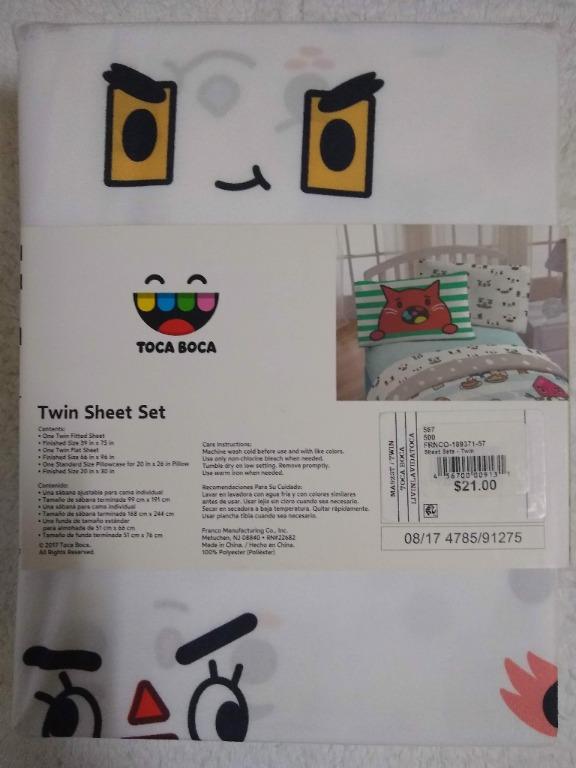 TOCA BOCA
Twin Sheet Set
Contents:
• One Twin Fitted Sheet
• Finished Size 39 in x 75 in
• One Twin Flat Sheet
• Finished Size 66 in x 96 in
• One Standard Size Pillowcase for 20 in x 26 in Pillow
• Finished Size 20 in x 30 in
Contenido:
• Una sábana ajustable para cama individual
• Tamaño de sábana terminada 99 cm x 191 cm
• Una sábana para cama individual
• Tamaño de sábana terminada 168 cm x 244 cm
• Una funda de tamaño estándar
para almohada de 51 cm x 66 cm
• Tamaño de funda terminada 51 cm x 76 cm
© 2017 Toca Boca.
All Rights Reserved.
Care Instructions:
Machine wash cold before use and with like colors.
Use only non-chlorine bleach when needed.
Tumble dry on low setting. Remove promptly.
Use warm iron when needed.
Recomendaciones Para Su Cuidado:
Lavar en lavadora con agua fría y con colores similares
antes de usar. Usar lejía sin cloro cuando sea necesario.
Secar en secadora a baja temperatura. Quitar rápidamente.
Usar plancha tibia cuando sea necesario.
Franco Manufacturing Co., Inc.
Metuchen, NJ 08840 • RN#22682
Made in China. / Hecho en China.
100% Polyester (Poliéster)
MA9337 / TWIN
TOCA BOCA
LIVINLAVIDATOCA
587
500
FRNCO-189371-57
Sheet Sets - Twin
4 56700 00913
$21.00
08/17 4785/91275